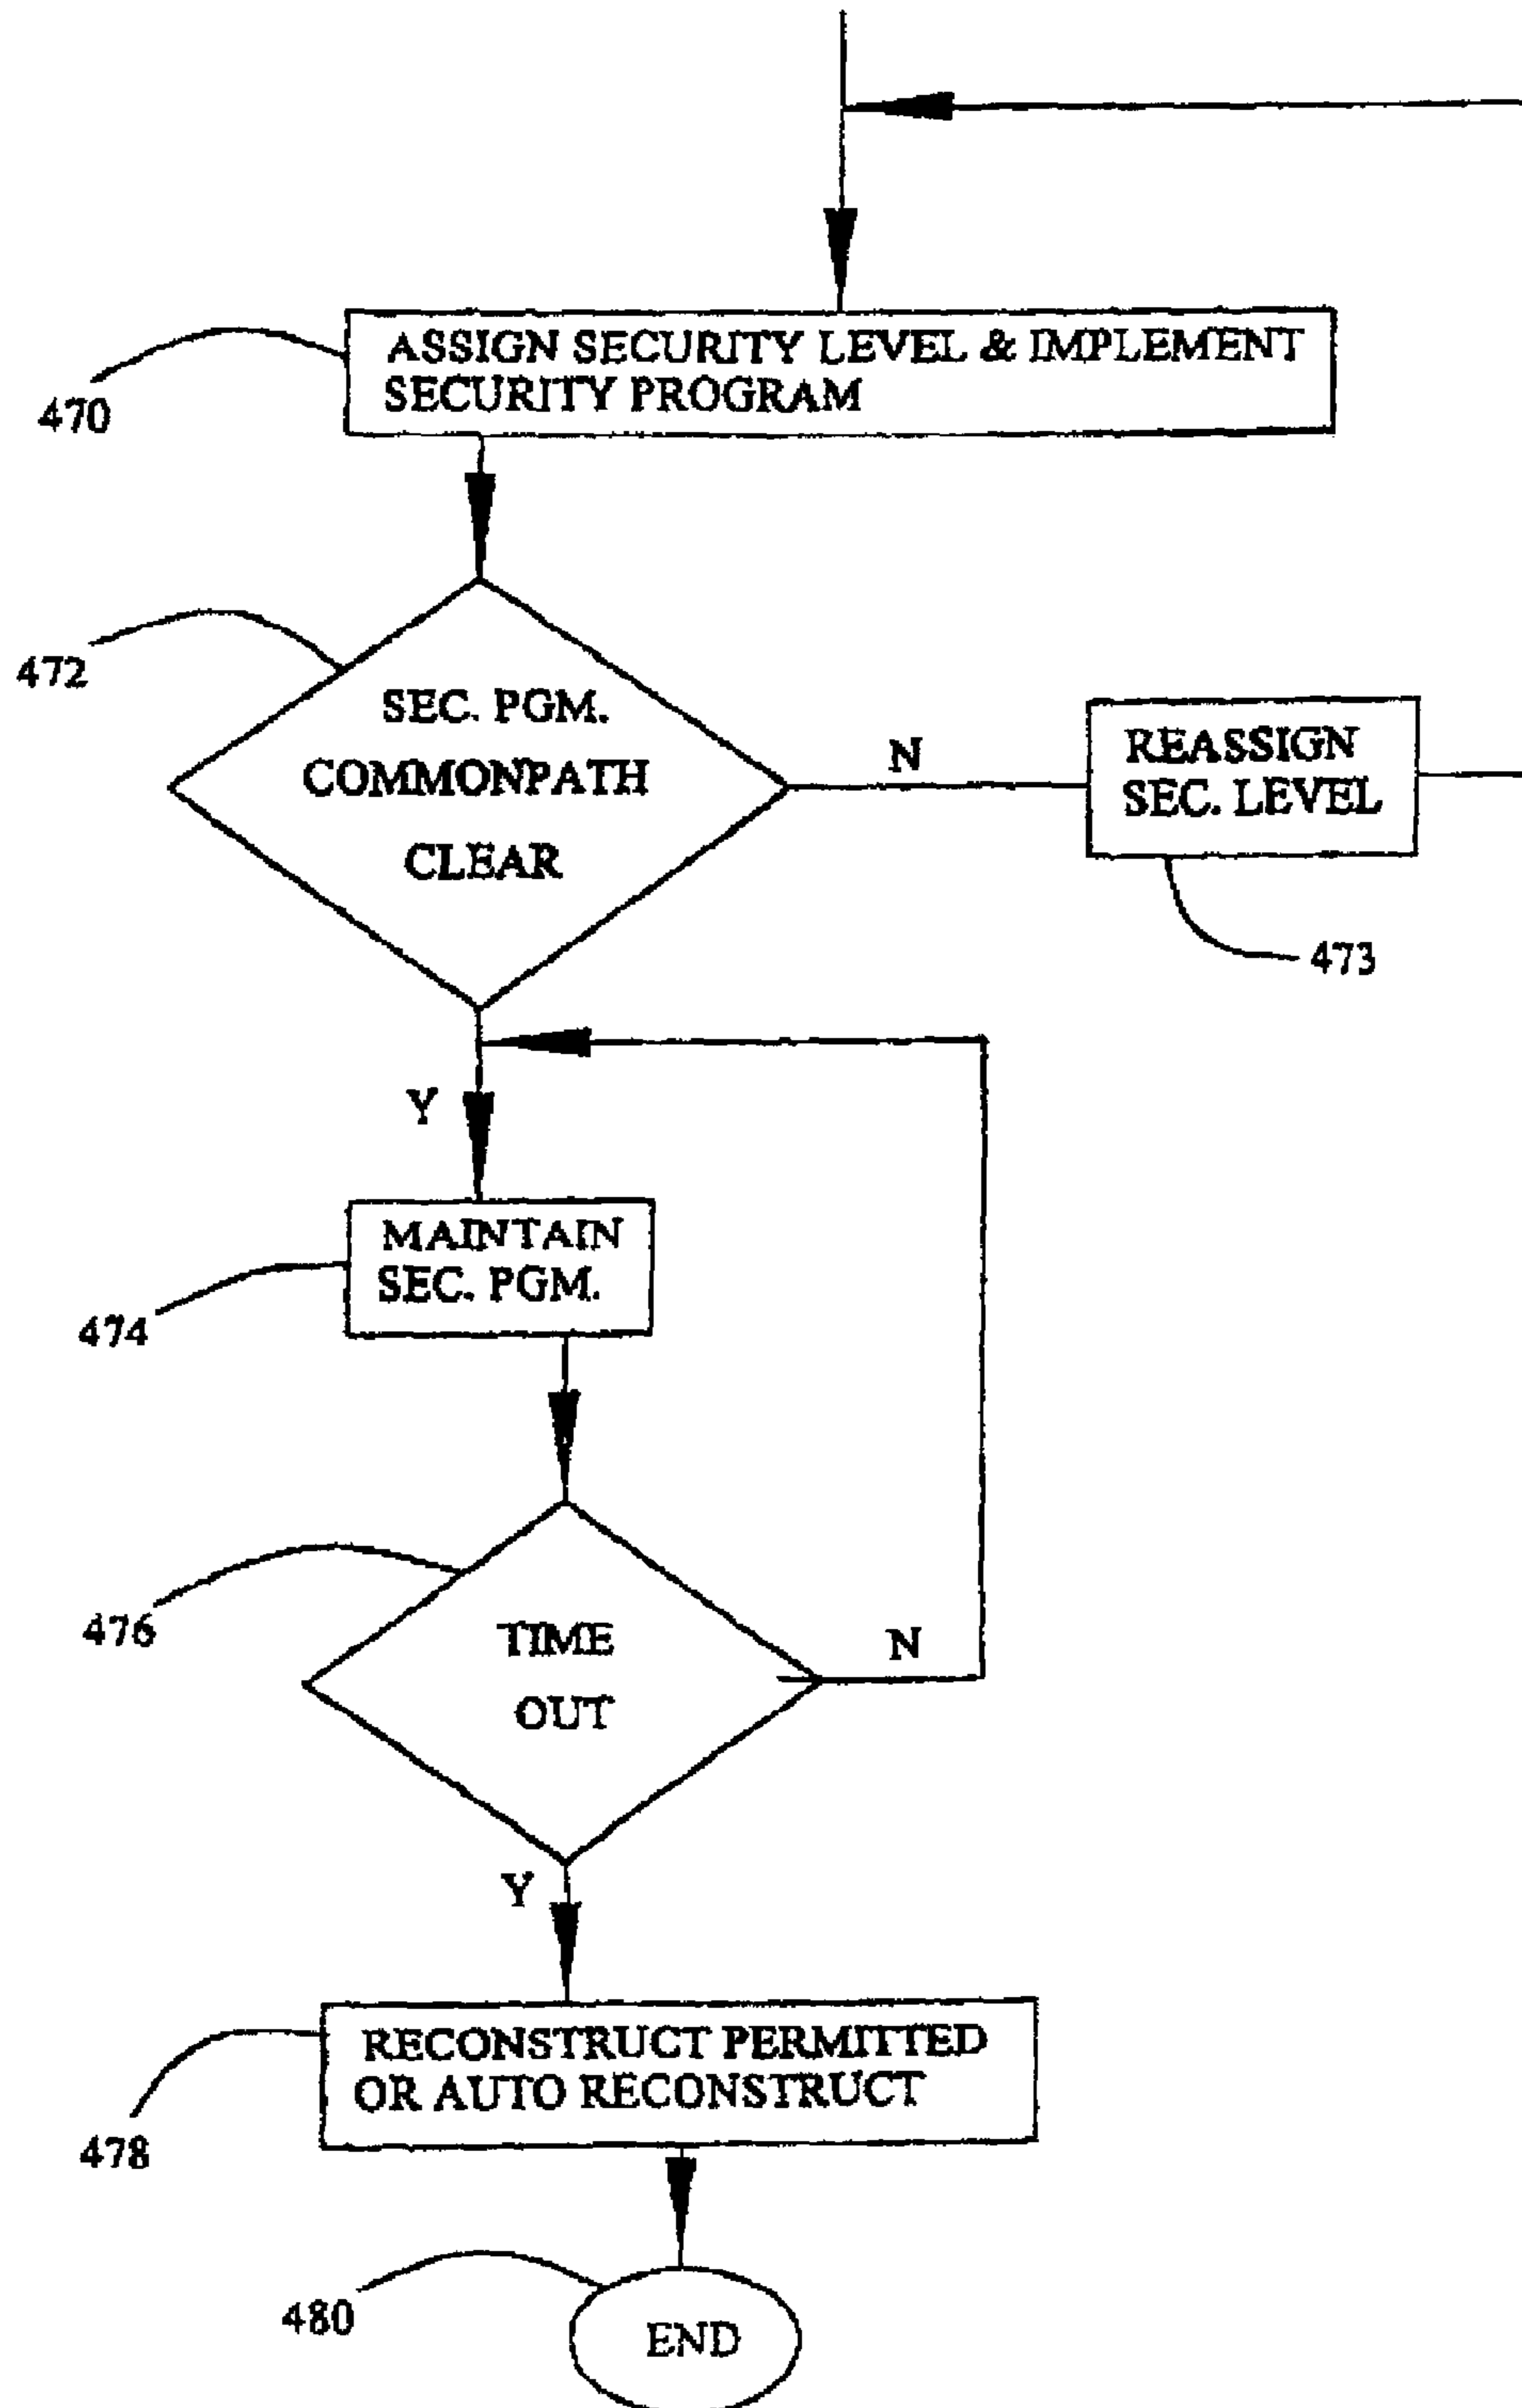 ASSIGN SECURITY LEVEL & IMPLEMENT
SECURITY PROGRAM
470
472
SEC. PGM.
COMMONPATH
CLEAR
N
REASSIGN
SEC. LEVEL
473
Y
MAINTAIN
SEC. PGM.
474
476
TIME
OUT
N
Y
RECONSTRUCT PERMITTED
OR AUTO RECONSTRUCT
478
480
END